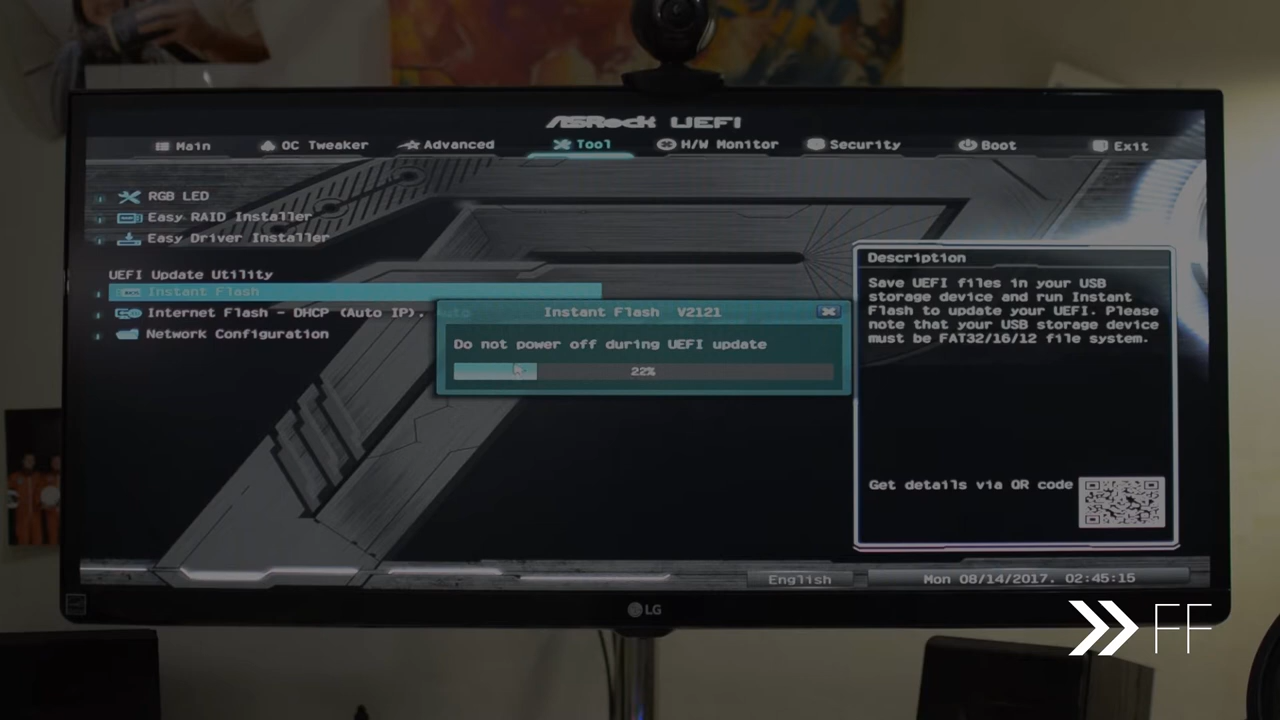 ASRock UEFI
Main OC Tweaker Advanced Tool H/W Monitor Security Boot Exit
RGB LED
Easy RAID Installer
Easy Driver Installer
UEFI Update Utility
Instant Flash
Internet Flash - DHCP (Auto IP), Auto
Network Configuration
Instant Flash V2121
Do not power off during UEFI update
22%
Description
Save UEFI files in your USB
storage device and run Instant
Flash to update your UEFI. Please
note that your USB storage device
must be FAT32/16/12 file system.
Get details via QR code
English
Mon 08/14/2017. 02:45:15
LG
FF